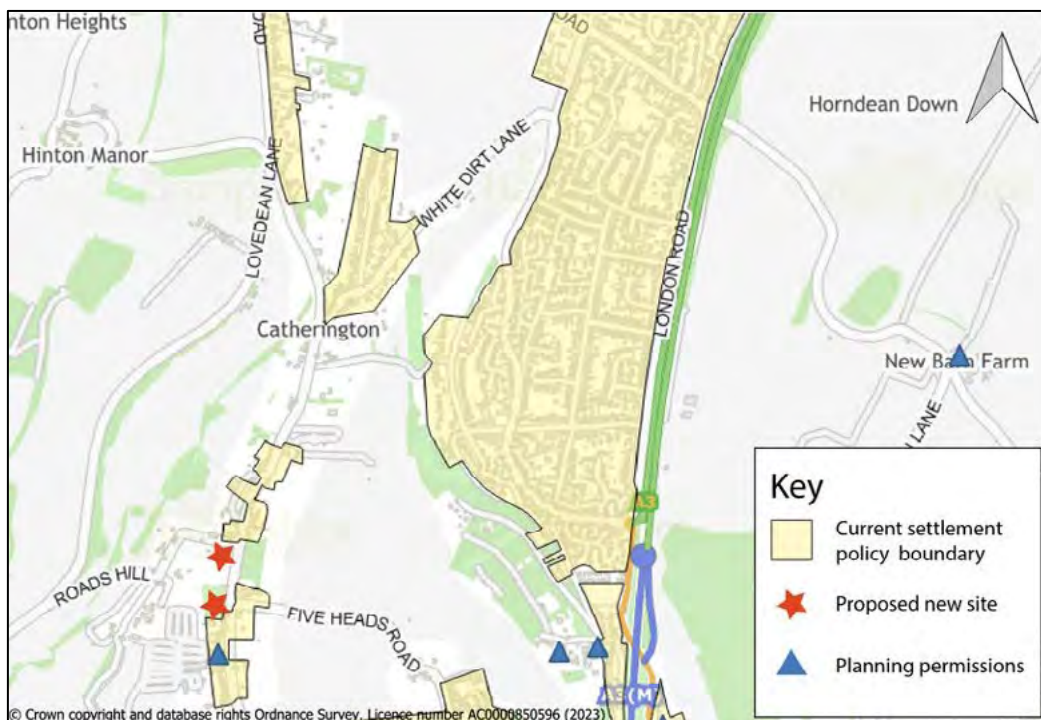 nton Heights
ROAD
ROAD
Horndean Down
Hinton Manor
LOVEDEAN LANE
WHITE DIRT LANE
LONDON ROAD
Catherington
New Barn Farm
LANE
A3
ROADS HILL
FIVE HEADS ROAD
A3(M)
Key
Current settlement
policy boundary
Proposed new site
Planning permissions
© Crown copyright and database rights Ordnance Survey. Licence number AC0000850596 (2023)